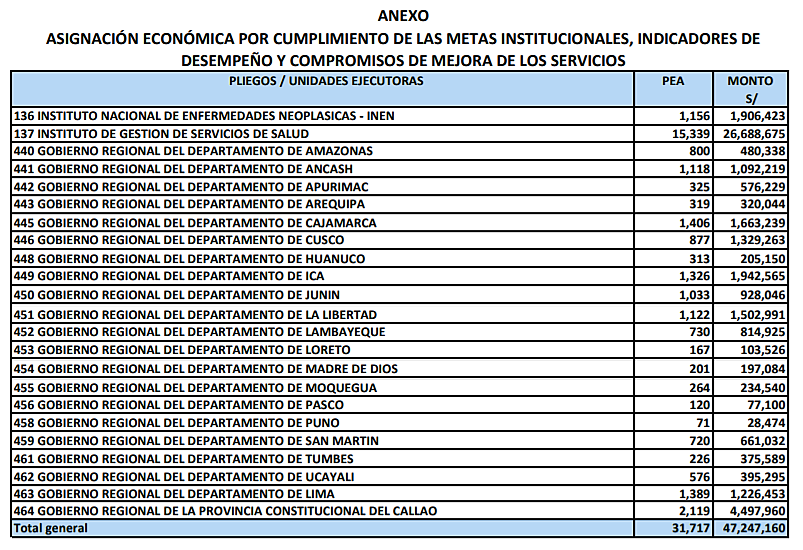 ANEXO
ASIGNACIÓN ECONÓMICA POR CUMPLIMIENTO DE LAS METAS INSTITUCIONALES, INDICADORES DE
DESEMPEÑO Y COMPROMISOS DE MEJORA DE LOS SERVICIOS
PLIEGOS / UNIDADES EJECUTORAS PEA MONTO
S/
136 INSTITUTO NACIONAL DE ENFERMEDADES NEOPLASICAS - INEN 1,156 1,906,423
137 INSTITUTO DE GESTION DE SERVICIOS DE SALUD 15,339 26,688,675
440 GOBIERNO REGIONAL DEL DEPARTAMENTO DE AMAZONAS 800 480,338
441 GOBIERNO REGIONAL DEL DEPARTAMENTO DE ANCASH 1,118 1,092,219
442 GOBIERNO REGIONAL DEL DEPARTAMENTO DE APURIMAC 325 576,229
443 GOBIERNO REGIONAL DEL DEPARTAMENTO DE AREQUIPA 319 320,044
445 GOBIERNO REGIONAL DEL DEPARTAMENTO DE CAJAMARCA 1,406 1,663,239
446 GOBIERNO REGIONAL DEL DEPARTAMENTO DE CUSCO 877 1,329,263
448 GOBIERNO REGIONAL DEL DEPARTAMENTO DE HUANUCO 313 205,150
449 GOBIERNO REGIONAL DEL DEPARTAMENTO DE ICA 1,326 1,942,565
450 GOBIERNO REGIONAL DEL DEPARTAMENTO DE JUNIN 1,033 928,046
451 GOBIERNO REGIONAL DEL DEPARTAMENTO DE LA LIBERTAD 1,122 1,502,991
452 GOBIERNO REGIONAL DEL DEPARTAMENTO DE LAMBAYEQUE 730 814,925
453 GOBIERNO REGIONAL DEL DEPARTAMENTO DE LORETO 167 103,526
454 GOBIERNO REGIONAL DEL DEPARTAMENTO DE MADRE DE DIOS 201 197,084
455 GOBIERNO REGIONAL DEL DEPARTAMENTO DE MOQUEGUA 264 234,540
456 GOBIERNO REGIONAL DEL DEPARTAMENTO DE PASCO 120 77,100
458 GOBIERNO REGIONAL DEL DEPARTAMENTO DE PUNO 71 28,474
459 GOBIERNO REGIONAL DEL DEPARTAMENTO DE SAN MARTIN 720 661,032
461 GOBIERNO REGIONAL DEL DEPARTAMENTO DE TUMBES 226 375,589
462 GOBIERNO REGIONAL DEL DEPARTAMENTO DE UCAYALI 576 395,295
463 GOBIERNO REGIONAL DEL DEPARTAMENTO DE LIMA 1,389 1,226,453
464 GOBIERNO REGIONAL DE LA PROVINCIA CONSTITUCIONAL DEL CALLAO 2,119 4,497,960
Total general 31,717 47,247,160